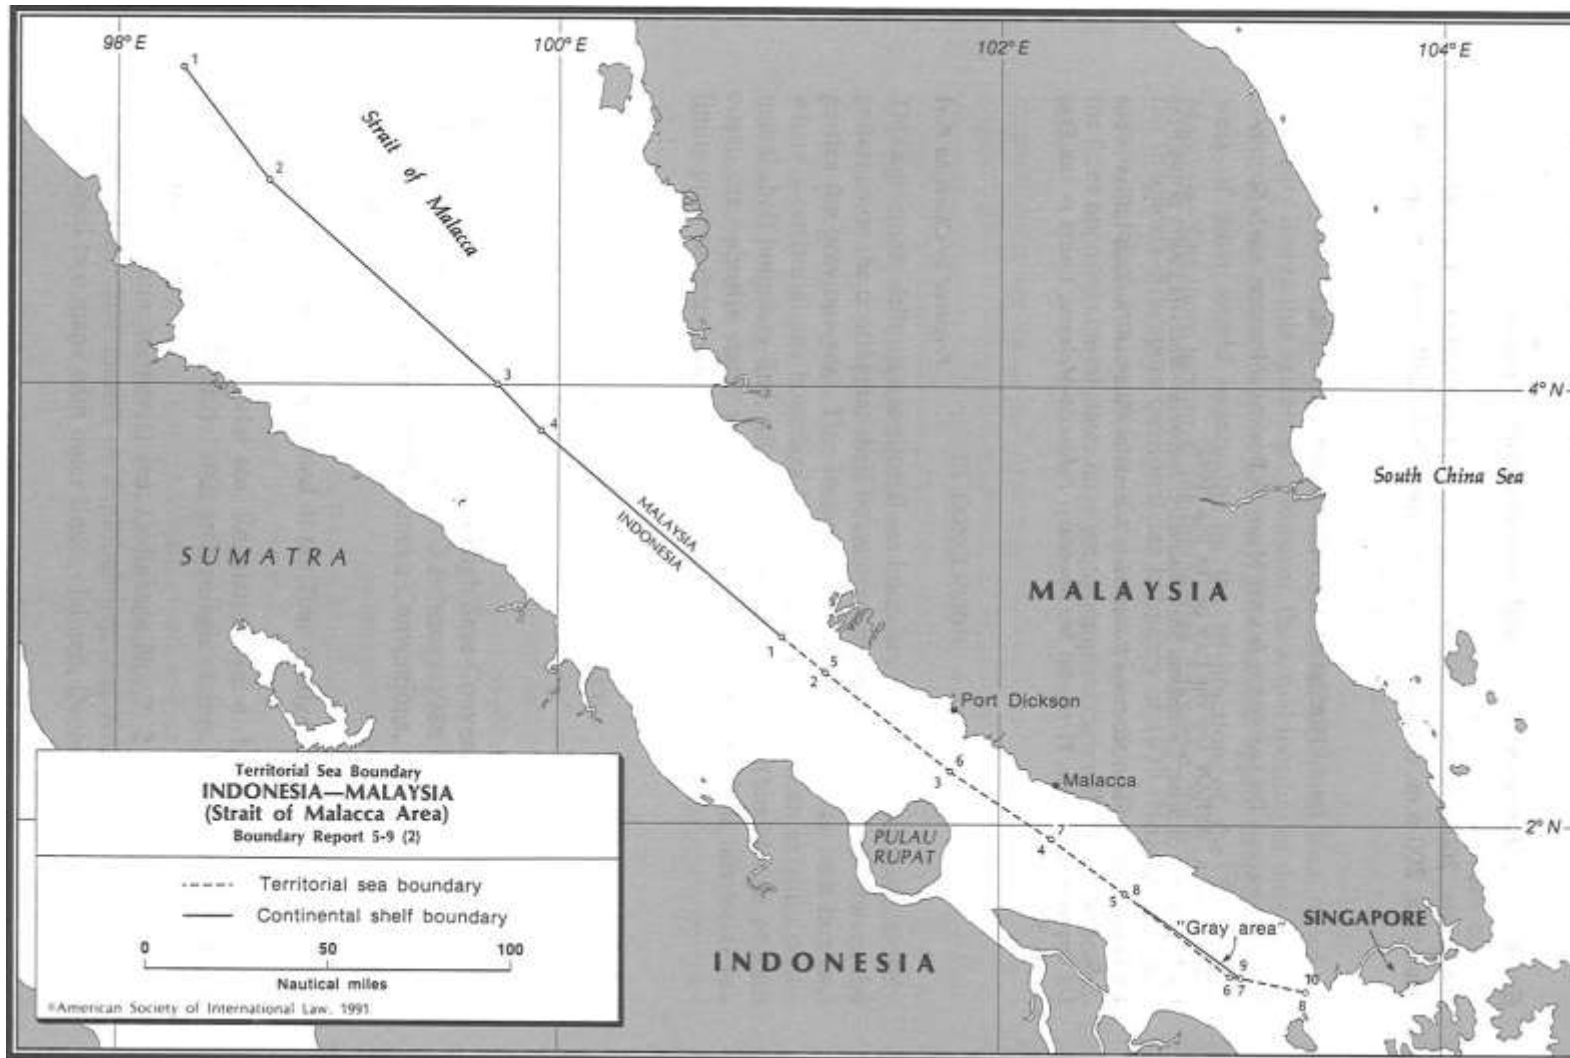 98° E
100° E
102° E
104° E
1
2
Strait of Malacca
3
4
4° N
South China Sea
MALAYSIA
INDONESIA
SUMATRA
MALAYSIA
1
5
2
Port Dickson
6
3
Malacca
7
4
2° N
PULAU
RUPAT
8
5
"Gray area"
SINGAPORE
9
6 7
10
8
INDONESIA
Territorial Sea Boundary
INDONESIA—MALAYSIA
(Strait of Malacca Area)
Boundary Report 5-9 (2)
Territorial sea boundary
Continental shelf boundary
0 50 100
Nautical miles
©American Society of International Law, 1991